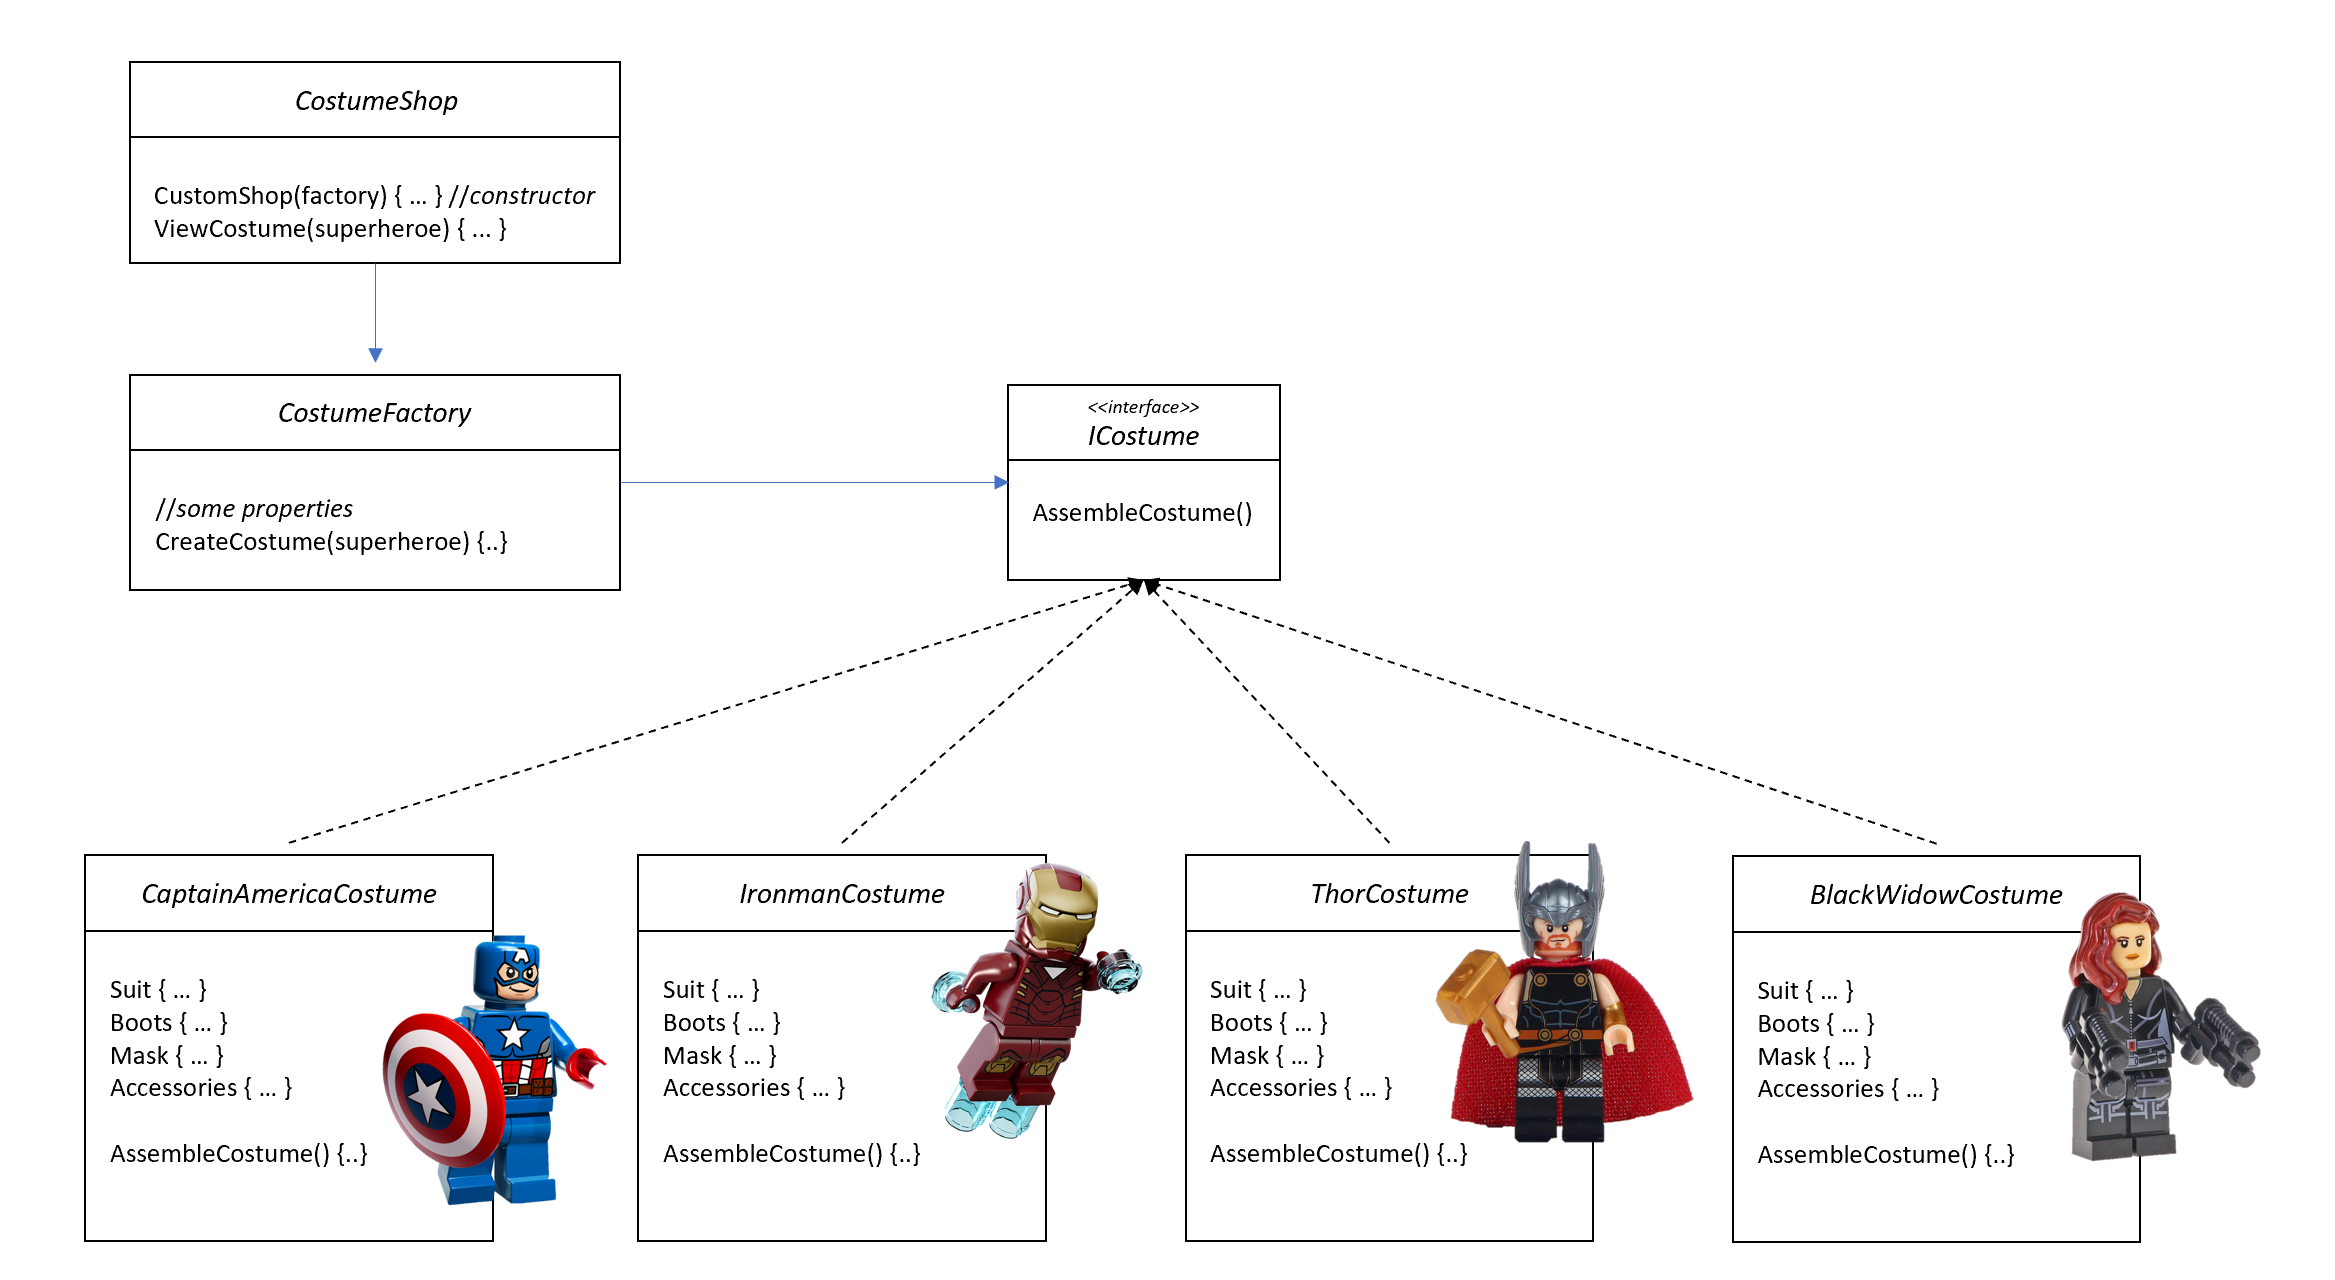 CostumeShop
CustomShop(factory) { ... } //constructor
ViewCostume(superheroe) { ... }
CostumeFactory
//some properties
CreateCostume(superheroe) {..}
<<interface>>
ICostume
AssembleCostume()
CaptainAmericaCostume
Suit { ... }
Boots { ... }
Mask { ... }
Accessories { ... }
AssembleCostume() {..}
IronmanCostume
Suit { ... }
Boots { ... }
Mask { ... }
Accessories { ... }
AssembleCostume() {..}
ThorCostume
Suit { ... }
Boots { ... }
Mask { ... }
Accessories { ... }
AssembleCostume() {..}
BlackWidowCostume
Suit { ... }
Boots { ... }
Mask { ... }
Accessories { ... }
AssembleCostume() {..}